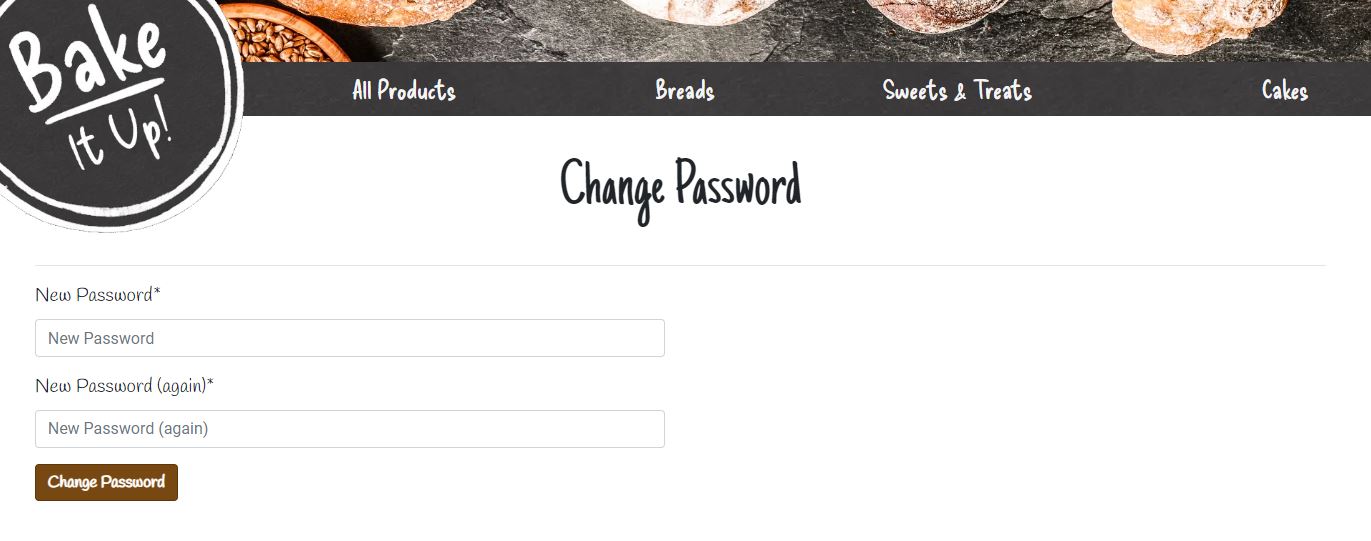 Bake
It Up!
All Products Breads Sweets & Treats Cakes
Change Password
New Password*
New Password
New Password (again)*
New Password (again)
Change Password